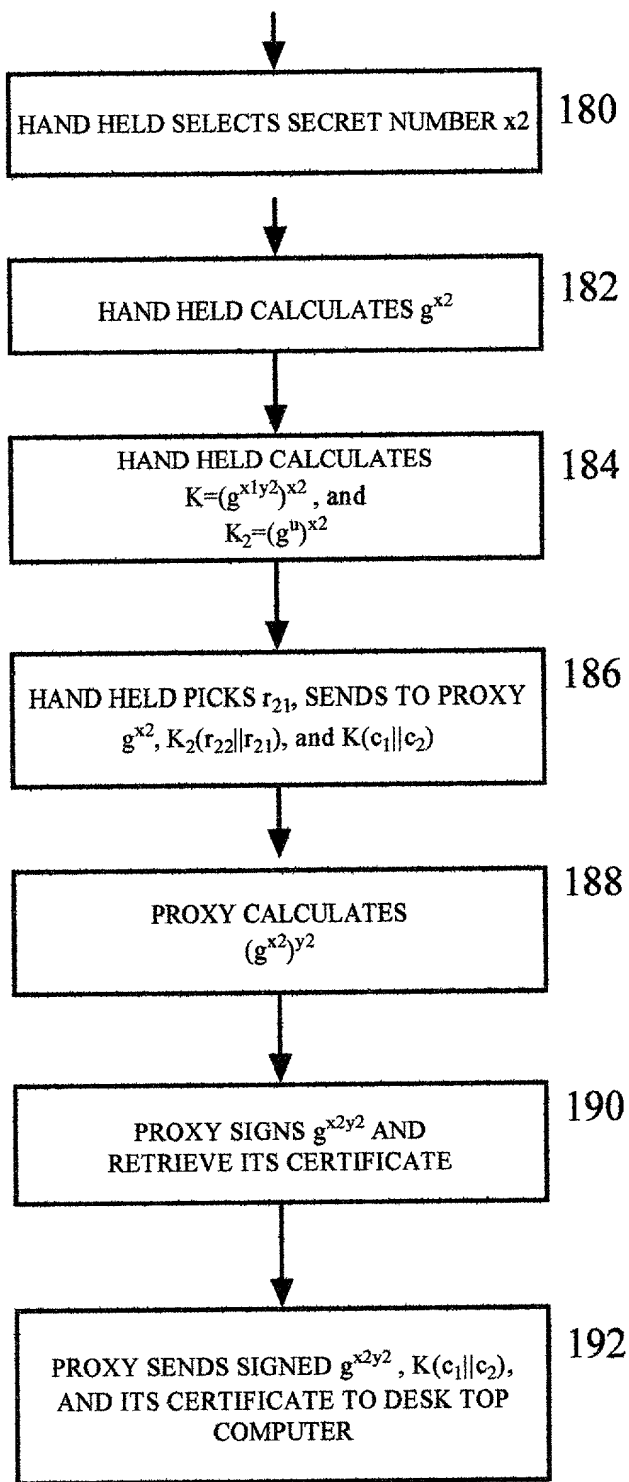 HAND HELD SELECTS SECRET NUMBER x2
180
HAND HELD CALCULATES g^x2
182
HAND HELD CALCULATES
K=(g^x1y2)^x2 , and
K₂=(g^u)^x2
184
HAND HELD PICKS r₂₁, SENDS TO PROXY
g^x2, K₂(r₂₂||r₂₁), and K(c₁||c₂)
186
PROXY CALCULATES
(g^x2)^y2
188
PROXY SIGNS g^x2y2 AND
RETRIEVE ITS CERTIFICATE
190
PROXY SENDS SIGNED g^x2y2 , K(c₁||c₂),
AND ITS CERTIFICATE TO DESK TOP
COMPUTER
192